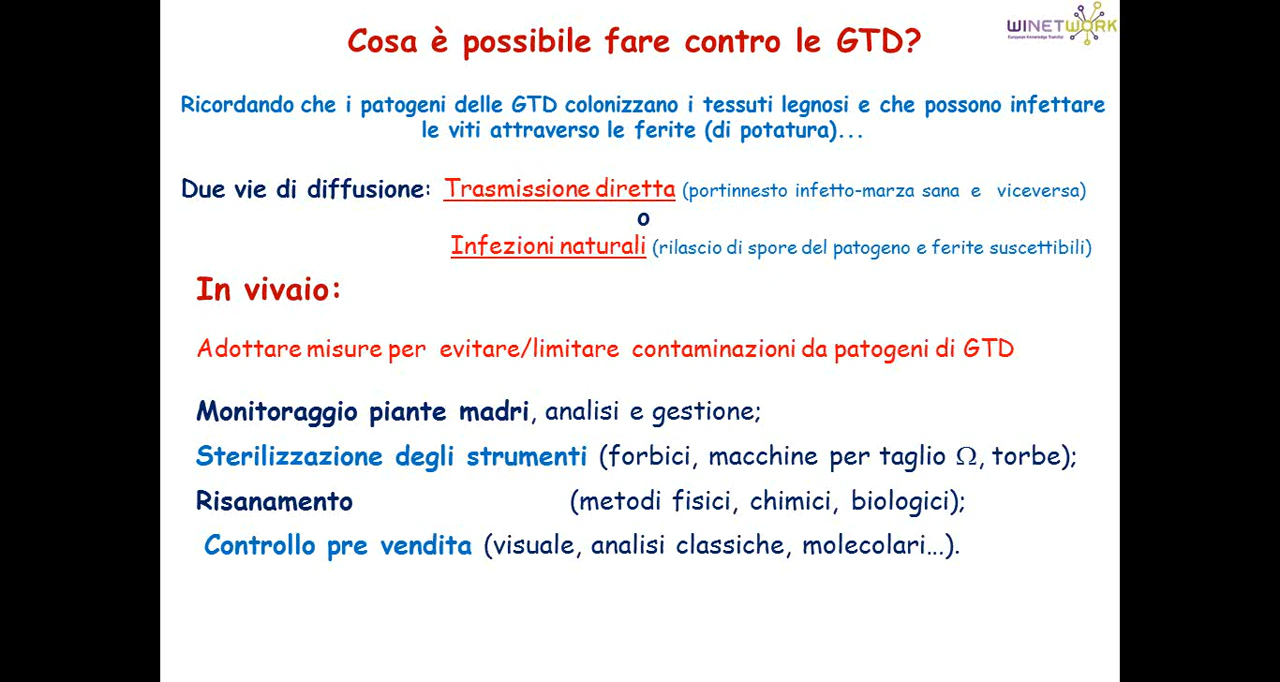 WINETWORK
European Knowledge Transfer
Cosa è possibile fare contro le GTD?
Ricordando che i patogeni delle GTD colonizzano i tessuti legnosi e che possono infettare
le viti attraverso le ferite (di potatura)...
Due vie di diffusione: Trasmissione diretta (portinnesto infetto-marza sana e viceversa)
o
Infezioni naturali (rilascio di spore del patogeno e ferite suscettibili)
In vivaio:
Adottare misure per evitare/limitare contaminazioni da patogeni di GTD
Monitoraggio piante madri, analisi e gestione;
Sterilizzazione degli strumenti (forbici, macchine per taglio Ω, torbe);
Risanamento (metodi fisici, chimici, biologici);
Controllo pre vendita (visuale, analisi classiche, molecolari...).